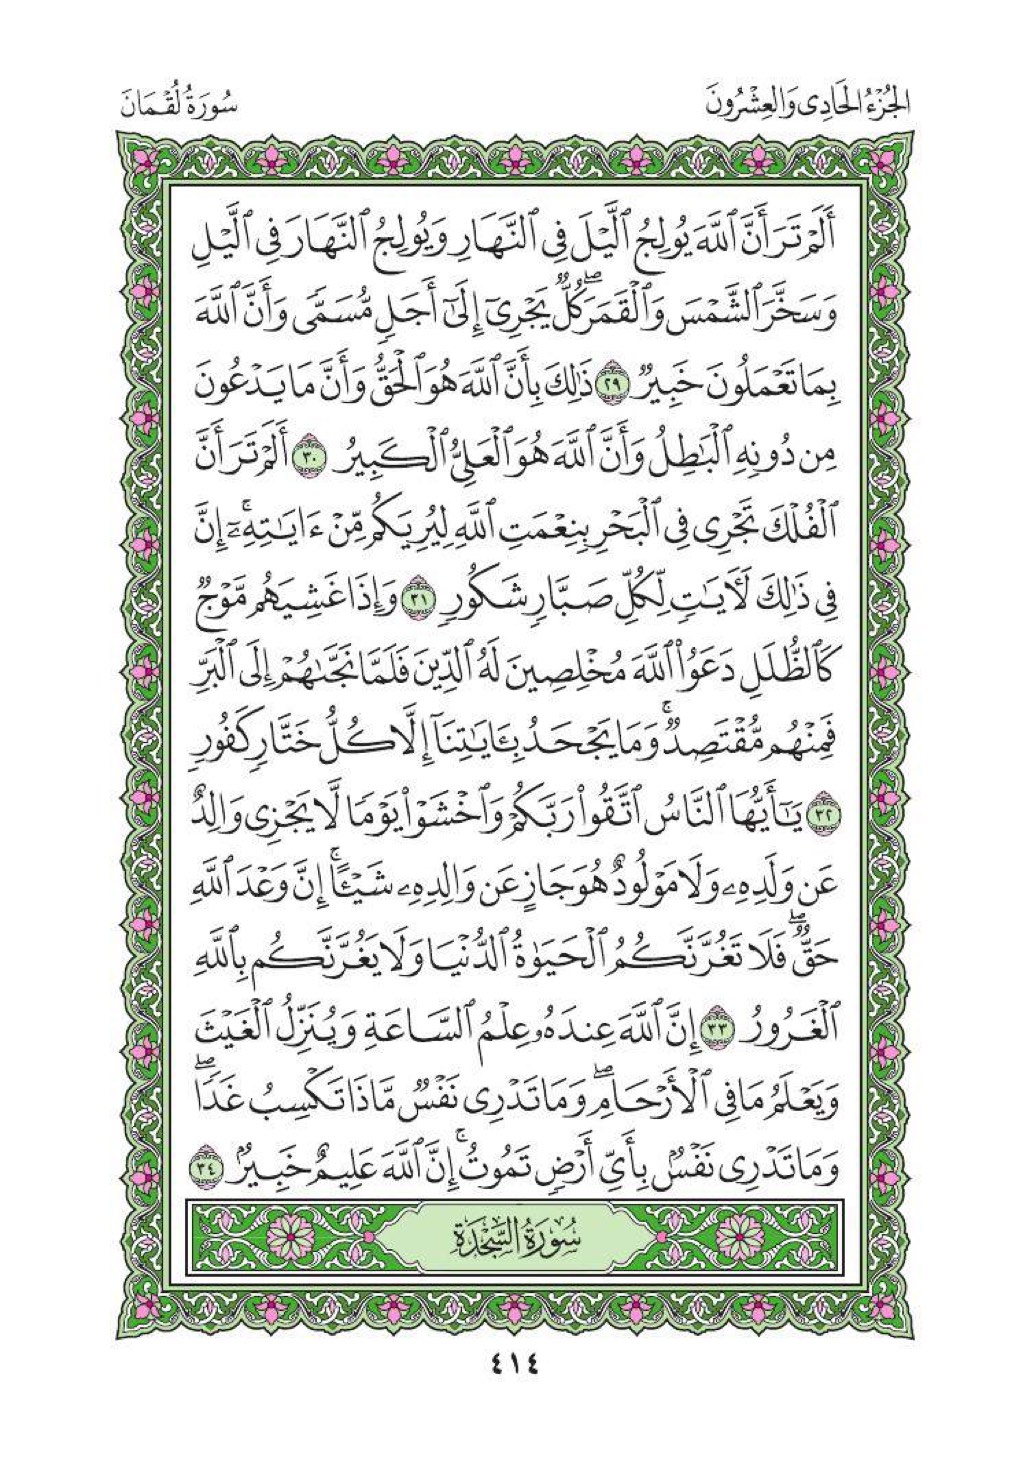 الجُزْءُ الحَادِى وَالعِشْرُونَ
سُورَةُ لُقْمَانَ
أَلَمْ تَرَ أَنَّ ٱللَّهَ يُولِجُ ٱلَّيْلَ فِى ٱلنَّهَارِ وَيُولِجُ ٱلنَّهَارَ فِى ٱلَّيْلِ
وَسَخَّرَ ٱلشَّمْسَ وَٱلْقَمَرَۖ كُلٌّ يَجْرِىٓ إِلَىٰٓ أَجَلٍ مُّسَمًّى وَأَنَّ ٱللَّهَ
بِمَا تَعْمَلُونَ خَبِيرٌ ٢٩ ذَٰلِكَ بِأَنَّ ٱللَّهَ هُوَ ٱلْحَقُّ وَأَنَّ مَا يَدْعُونَ
مِن دُونِهِ ٱلْبَٰطِلُ وَأَنَّ ٱللَّهَ هُوَ ٱلْعَلِىُّ ٱلْكَبِيرُ ٣٠ أَلَمْ تَرَ أَنَّ
ٱلْفُلْكَ تَجْرِى فِى ٱلْبَحْرِ بِنِعْمَتِ ٱللَّهِ لِيُرِيَكُم مِّنْ ءَايَٰتِهِۦٓۚ إِنَّ
فِى ذَٰلِكَ لَءَايَٰتٍ لِّكُلِّ صَبَّارٍ شَكُورٍ ٣١ وَإِذَا غَشِيَهُم مَّوْجٌ
كَٱلظُّلَلِ دَعَوُا۟ ٱللَّهَ مُخْلِصِينَ لَهُ ٱلدِّينَ فَلَمَّا نَجَّىٰهُمْ إِلَى ٱلْبَرِّ
فَمِنْهُم مُّقْتَصِدٌۚ وَمَا يَجْحَدُ بِـَٔايَٰتِنَآ إِلَّا كُلُّ خَتَّارٍ كَفُورٍ
٣٢ يَٰٓأَيُّهَا ٱلنَّاسُ ٱتَّقُوا۟ رَبَّكُمْ وَٱخْشَوْا۟ يَوْمًا لَّا يَجْزِى وَالِدٌ
عَن وَلَدِهِۦ وَلَا مَوْلُودٌ هُوَ جَازٍ عَن وَالِدِهِۦ شَيْـًٔاۚ إِنَّ وَعْدَ ٱللَّهِ
حَقٌّۖ فَلَا تَغُرَّنَّكُمُ ٱلْحَيَوٰةُ ٱلدُّنْيَا وَلَا يَغُرَّنَّكُم بِٱللَّهِ
ٱلْغَرُورُ ٣٣ إِنَّ ٱللَّهَ عِندَهُۥ عِلْمُ ٱلسَّاعَةِ وَيُنَزِّلُ ٱلْغَيْثَ
وَيَعْلَمُ مَا فِى ٱلْأَرْحَامِۖ وَمَا تَدْرِى نَفْسٌ مَّاذَا تَكْسِبُ غَدًاۖ
وَمَا تَدْرِى نَفْسٌۢ بِأَىِّ أَرْضٍ تَمُوتُۚ إِنَّ ٱللَّهَ عَلِيمٌ خَبِيرٌۢ ٣٤
سُورَةُ السَّجْدَةِ
٤١٤